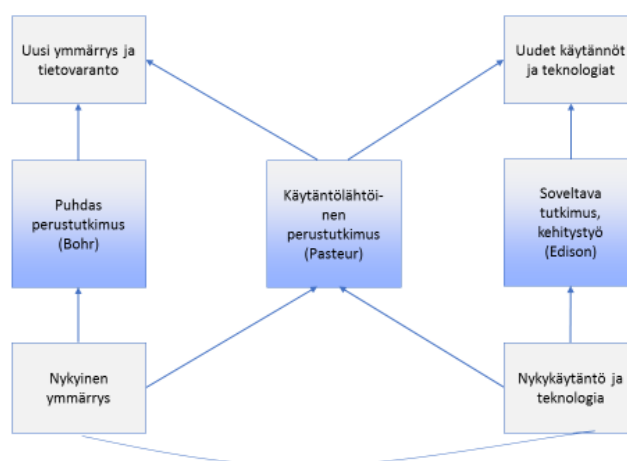 Uusi ymmärrys ja
tietovaranto
Uudet käytännöt
ja teknologiat
Puhdas
perustutkimus
(Bohr)
Käytäntölähtöi-
nen
perustutkimus
(Pasteur)
Soveltava
tutkimus,
kehitystyö
(Edison)
Nykyinen
ymmärrys
Nykykäytäntö ja
teknologia